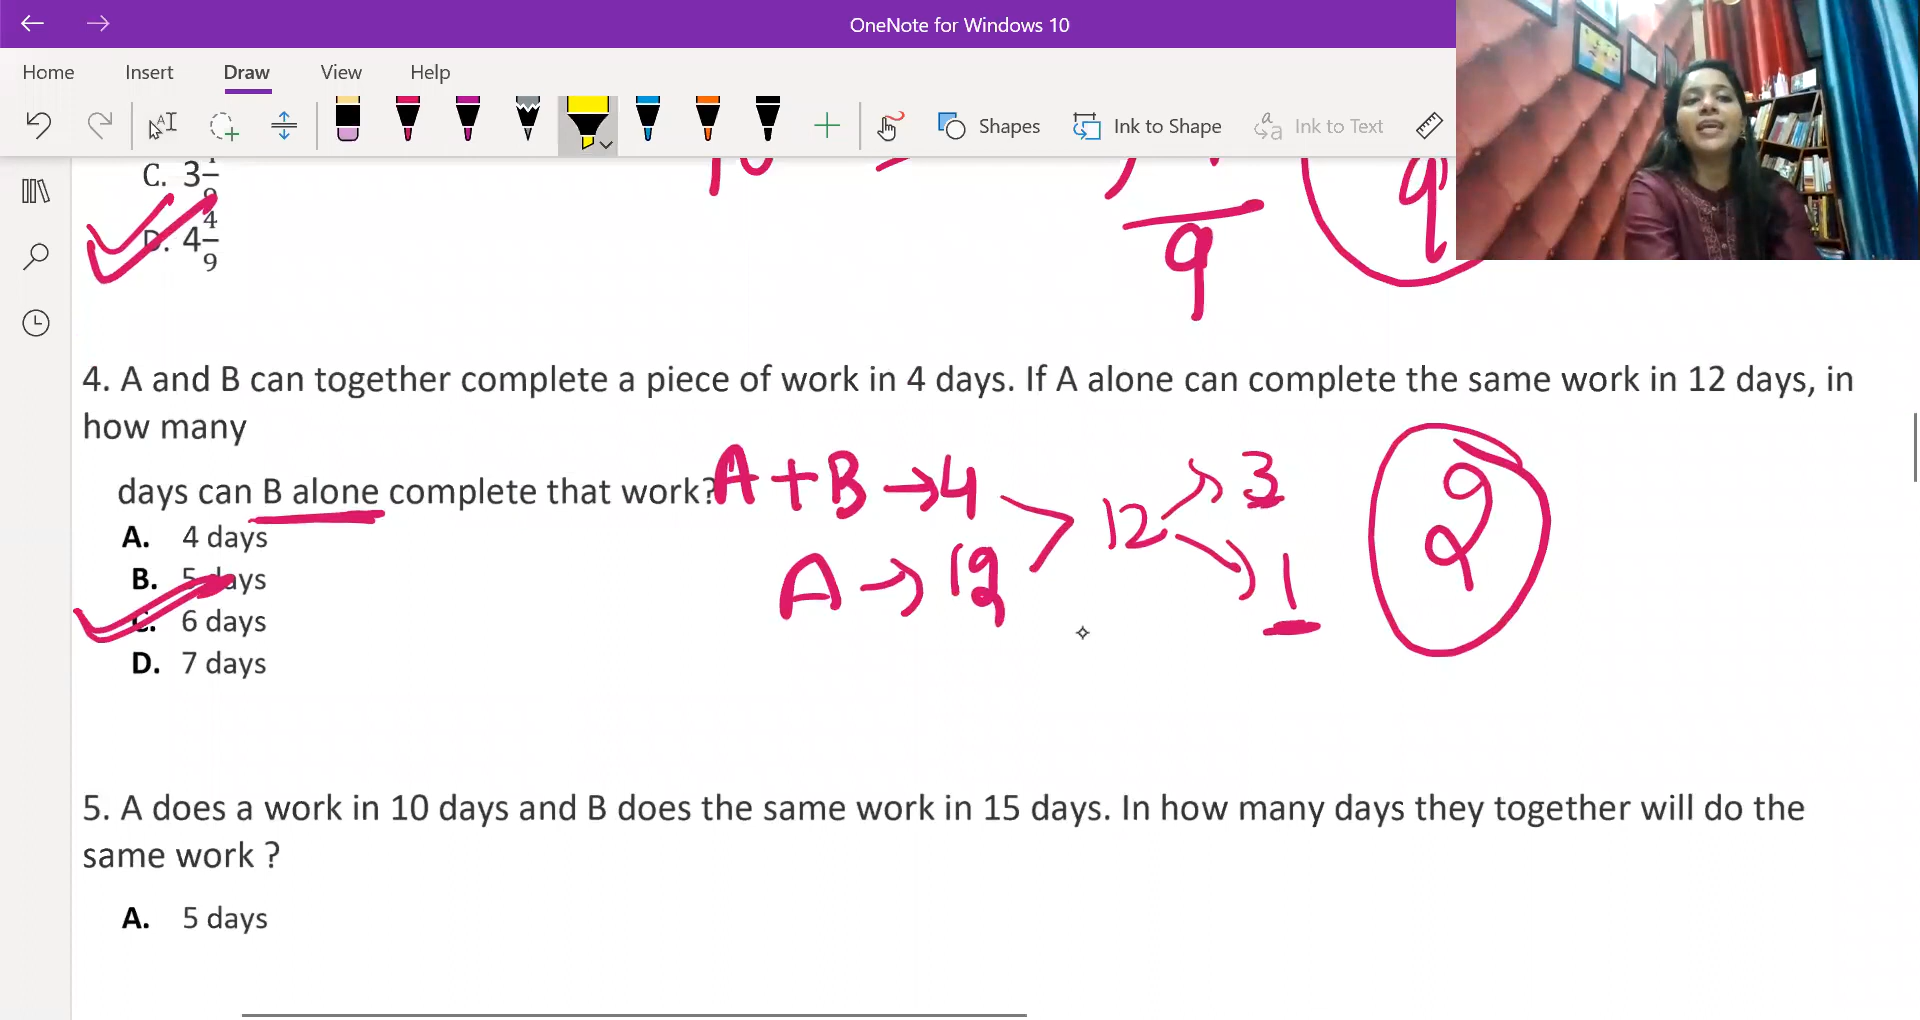 OneNote for Windows 10
Home Insert Draw View Help
Shapes Ink to Shape Ink to Text
C. 3
D. 4 4/9
9
4. A and B can together complete a piece of work in 4 days. If A alone can complete the same work in 12 days, in
how many
days can B alone complete that work?
A + B → 4
12
3
2
A → 12
1
A. 4 days
B. 5 days
C. 6 days
D. 7 days
5. A does a work in 10 days and B does the same work in 15 days. In how many days they together will do the
same work ?
A. 5 days